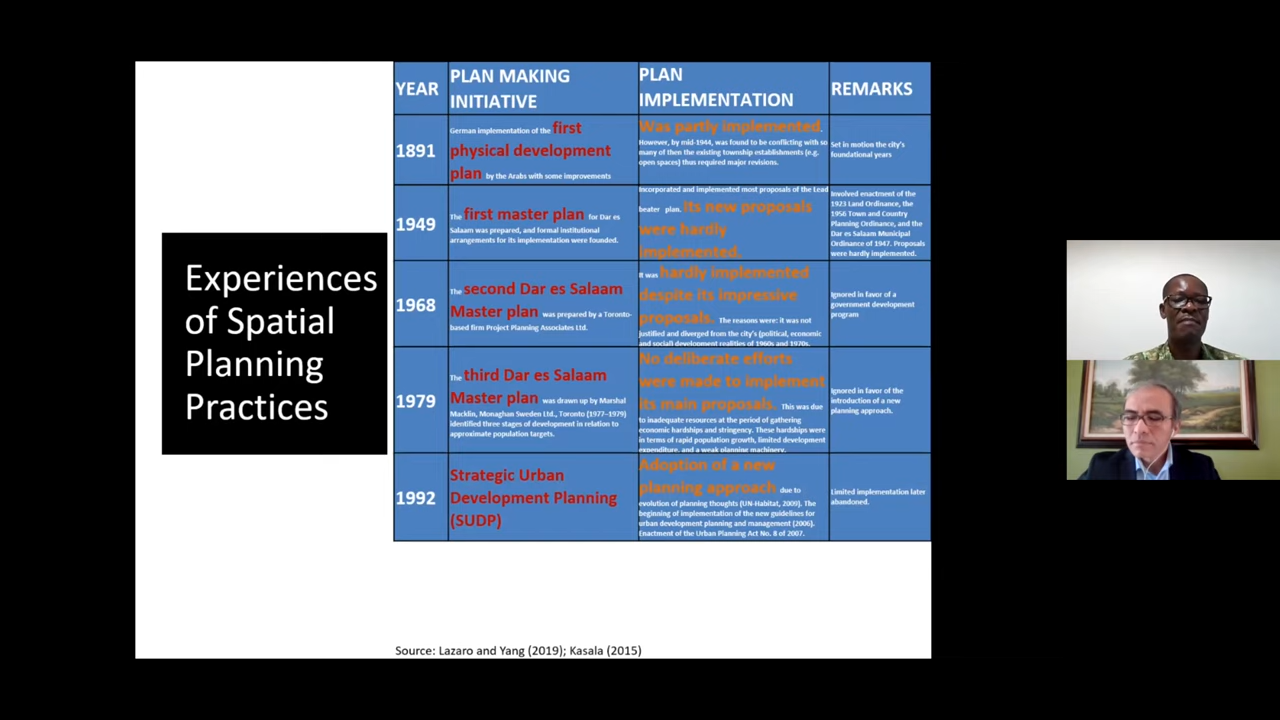 Experiences
of Spatial
Planning
Practices
YEAR
PLAN MAKING
INITIATIVE
PLAN
IMPLEMENTATION
REMARKS
1891
German implementation of the first
physical development
plan by the Arabs with some improvements
Was partly implemented.
However, by mid-1944, was found to be conflicting with so
many of then the existing township establishments (e.g.
open spaces) thus required major revisions.
Set in motion the city's
foundational years
1949
The first master plan for Dar es
Salaam was prepared, and formal institutional
arrangements for its implementation were founded.
Incorporated and implemented most proposals of the Lead
beater plan. Its new proposals
were hardly
implemented.
Involved enactment of the
1923 Land Ordinance, the
1956 Town and Country
Planning Ordinance, and the
Dar es Salaam Municipal
Ordinance of 1947. Proposals
were hardly implemented.
1968
The second Dar es Salaam
Master plan was prepared by a Toronto-
based firm Project Planning Associates Ltd.
It was hardly implemented
despite its impressive
proposals. The reasons were: it was not
justified and diverged from the city's (political, economic
and social) development realities of 1960s and 1970s.
Ignored in favor of a
government development
program
1979
The third Dar es Salaam
Master plan was drawn up by Marshal
Macklin, Monaghan Sweden Ltd., Toronto (1977–1979)
identified three stages of development in relation to
approximate population targets.
No deliberate efforts
were made to implement
its main proposals. This was due
to inadequate resources at the period of gathering
economic hardships and stringency. These hardships were
in terms of rapid population growth, limited development
expenditure, and a weak planning machinery.
Ignored in favor of the
introduction of a new
planning approach.
1992
Strategic Urban
Development Planning
(SUDP)
Adoption of a new
planning approach due to
evolution of planning thoughts (UN-Habitat, 2009). The
beginning of implementation of the new guidelines for
urban development planning and management (2006).
Enactment of the Urban Planning Act No. 8 of 2007.
Limited implementation later
abandoned.
Source: Lazaro and Yang (2019); Kasala (2015)